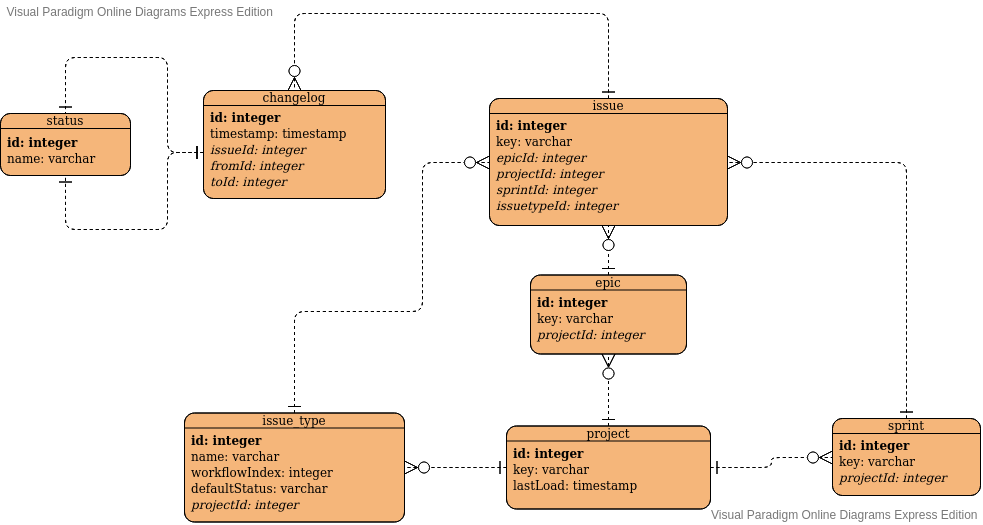 Visual Paradigm Online Diagrams Express Edition
status
id: integer
name: varchar
changelog
id: integer
timestamp: timestamp
issueId: integer
fromId: integer
toId: integer
issue
id: integer
key: varchar
epicId: integer
projectId: integer
sprintId: integer
issuetypeId: integer
epic
id: integer
key: varchar
projectId: integer
issue_type
id: integer
name: varchar
workflowIndex: integer
defaultStatus: varchar
projectId: integer
project
id: integer
key: varchar
lastLoad: timestamp
sprint
id: integer
key: varchar
projectId: integer
Visual Paradigm Online Diagrams Express Edition